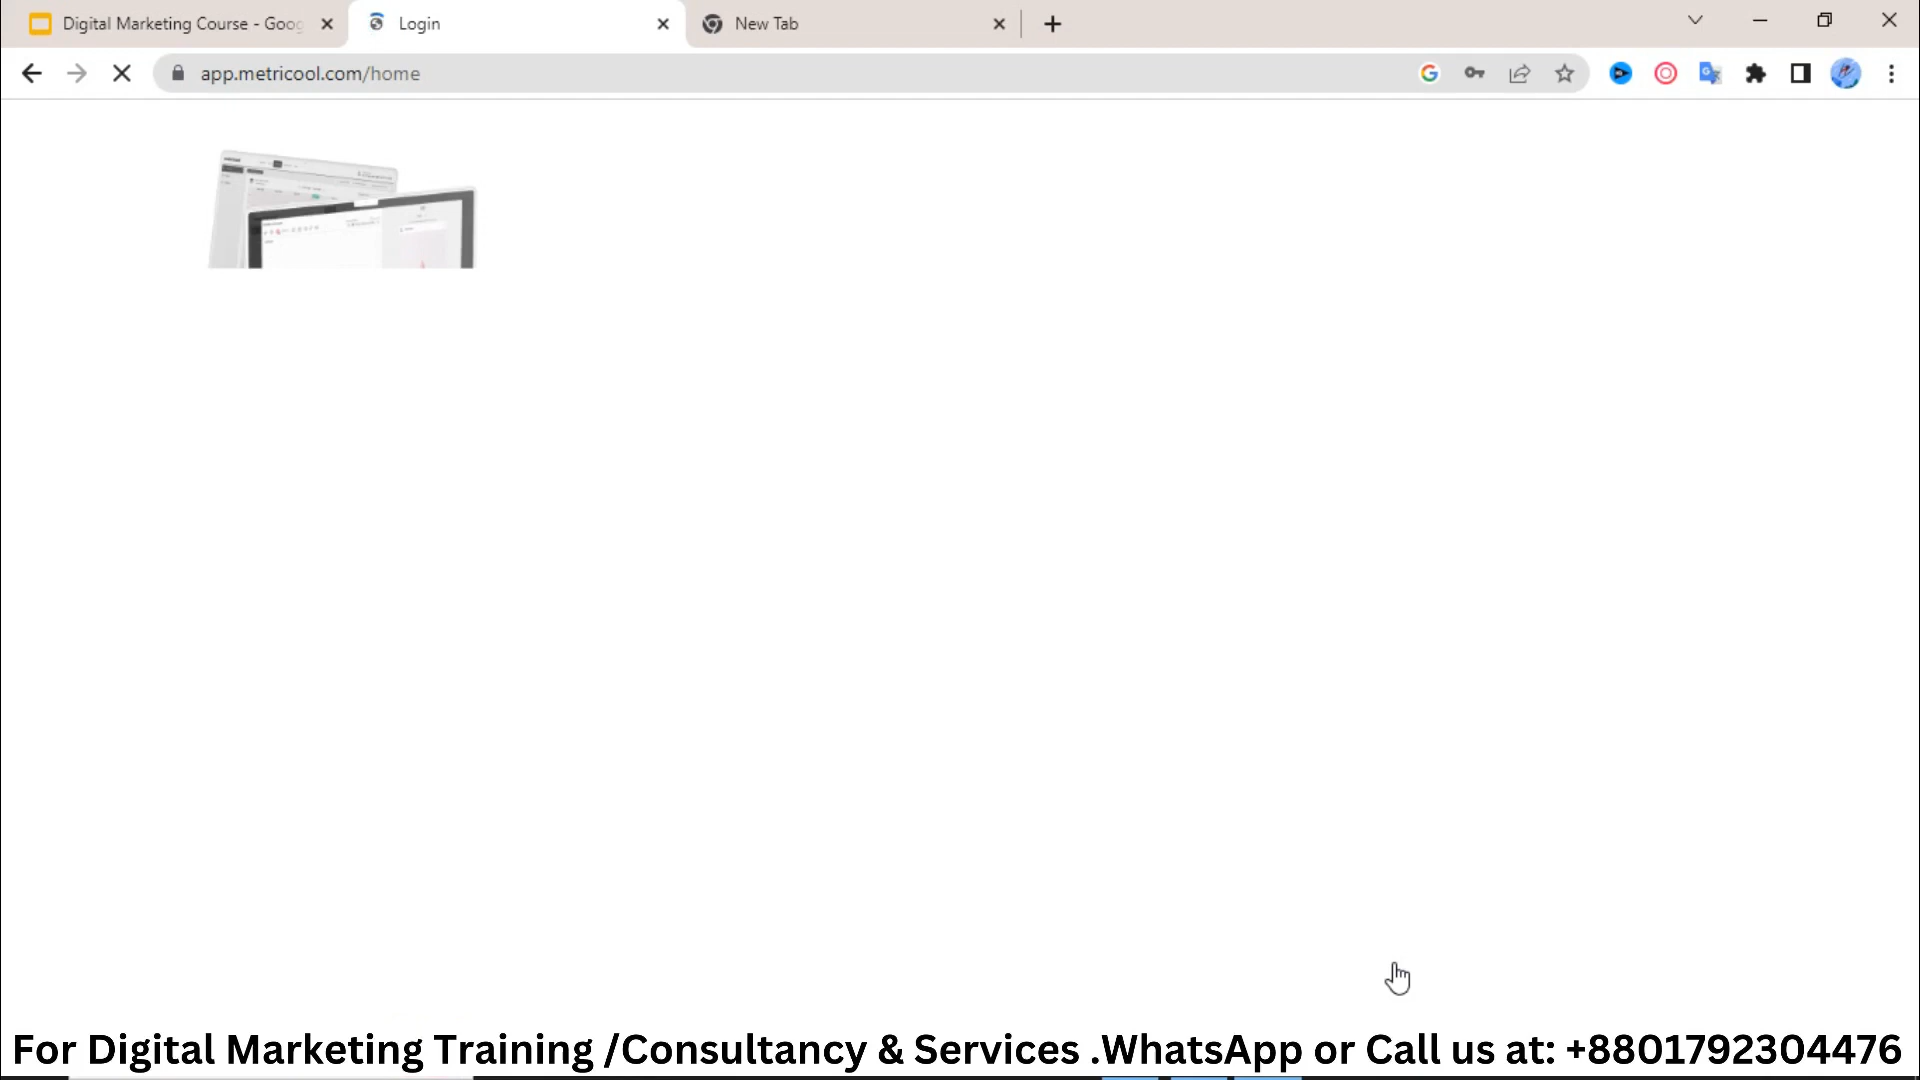 Digital Marketing Course - Goog
Login
New Tab
app.metricool.com/home
For Digital Marketing Training /Consultancy & Services .WhatsApp or Call us at: +8801792304476